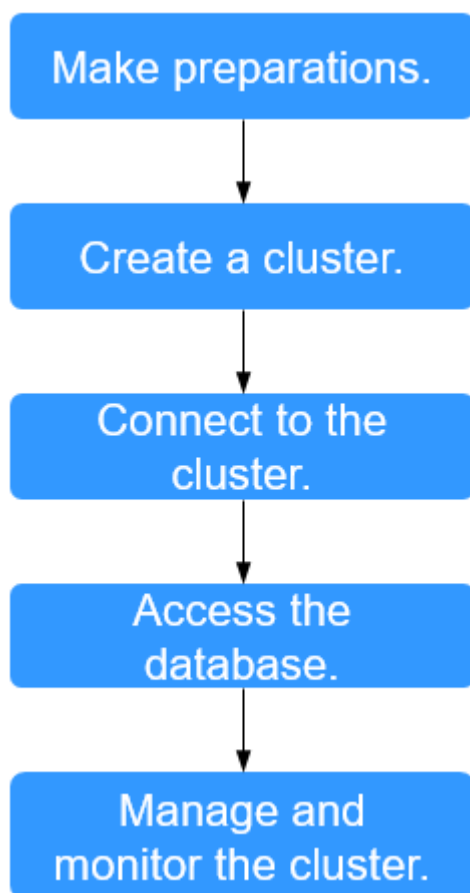 Make preparations.
Create a cluster.
Connect to the
cluster.
Access the
database.
Manage and
monitor the cluster.